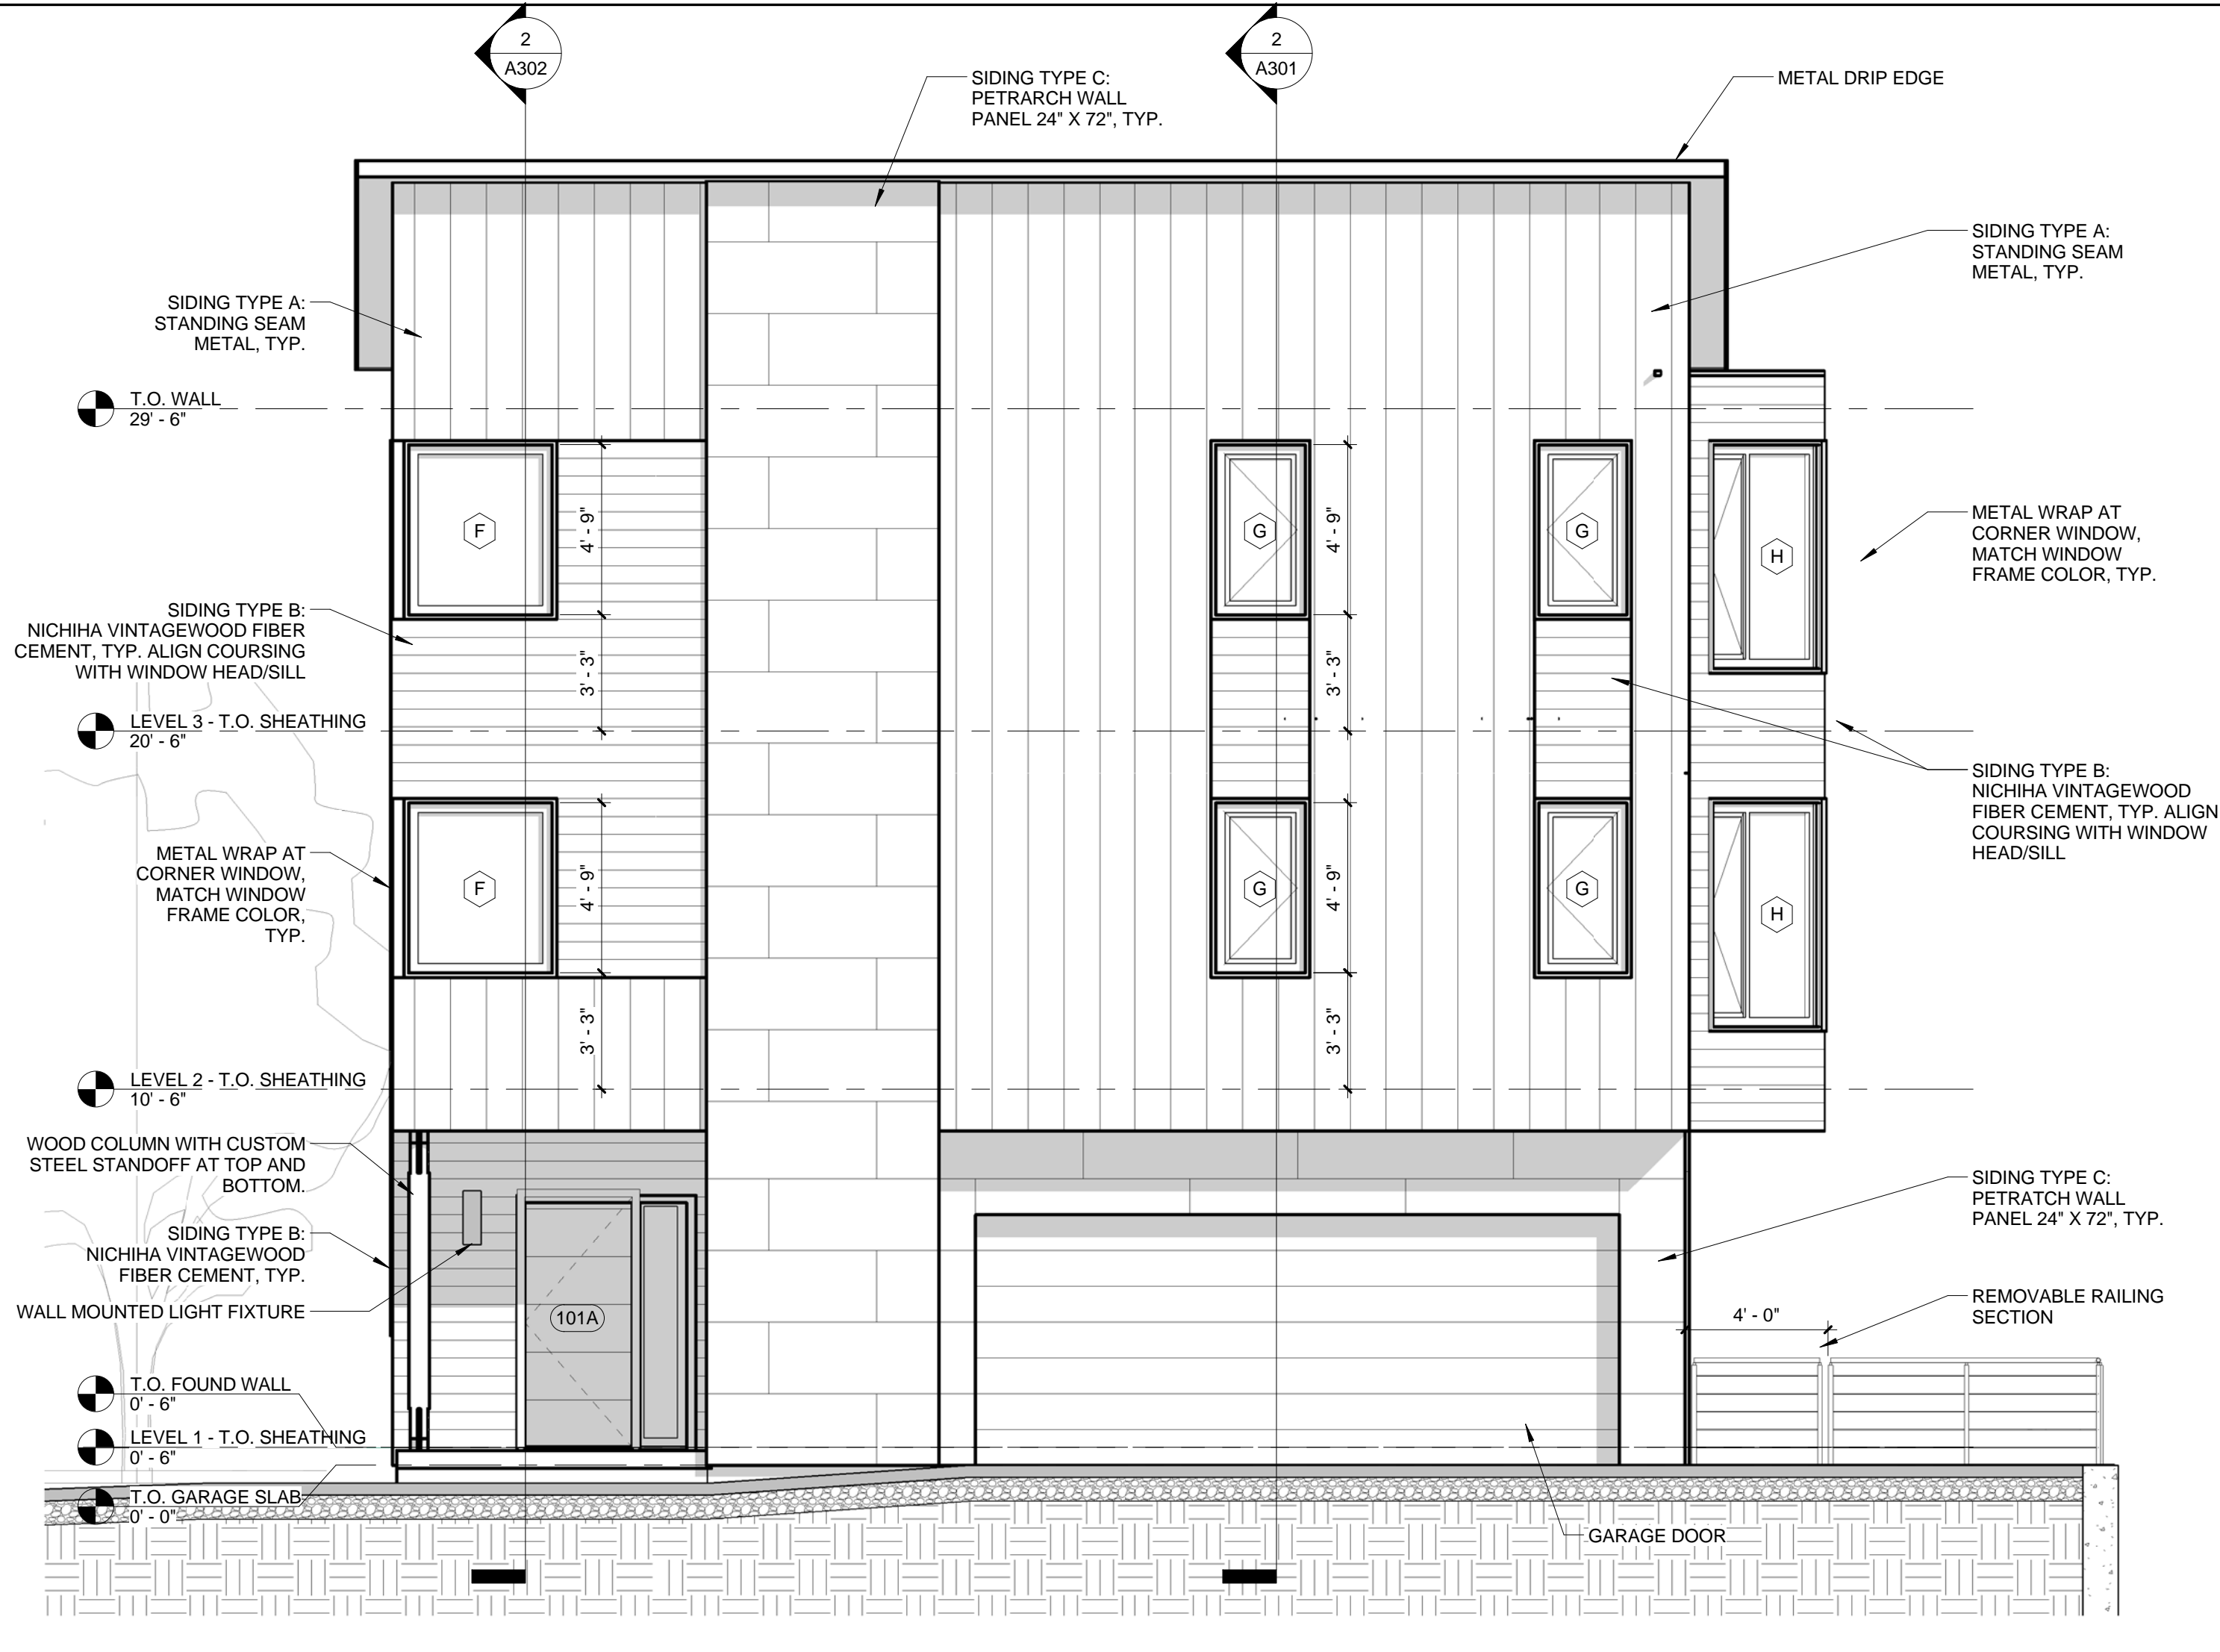 2
A302
2
A301
SIDING TYPE C:
PETRARCH WALL
PANEL 24" X 72", TYP.
METAL DRIP EDGE
SIDING TYPE A:
STANDING SEAM
METAL, TYP.
SIDING TYPE A:
STANDING SEAM
METAL, TYP.
T.O. WALL
29' - 6"
F
4' - 9"
G
4' - 9"
G
H
METAL WRAP AT
CORNER WINDOW,
MATCH WINDOW
FRAME COLOR, TYP.
SIDING TYPE B:
NICHIHA VINTAGEWOOD FIBER
CEMENT, TYP. ALIGN COURSING
WITH WINDOW HEAD/SILL
3' - 3"
3' - 3"
LEVEL 3 - T.O. SHEATHING
20' - 6"
SIDING TYPE B:
NICHIHA VINTAGEWOOD
FIBER CEMENT, TYP. ALIGN
COURSING WITH WINDOW
HEAD/SILL
METAL WRAP AT
CORNER WINDOW,
MATCH WINDOW
FRAME COLOR,
TYP.
F
4' - 9"
G
4' - 9"
G
H
3' - 3"
3' - 3"
LEVEL 2 - T.O. SHEATHING
10' - 6"
WOOD COLUMN WITH CUSTOM
STEEL STANDOFF AT TOP AND
BOTTOM.
SIDING TYPE C:
PETRATCH WALL
PANEL 24" X 72", TYP.
SIDING TYPE B:
NICHIHA VINTAGEWOOD
FIBER CEMENT, TYP.
WALL MOUNTED LIGHT FIXTURE
101A
4' - 0"
REMOVABLE RAILING
SECTION
T.O. FOUND WALL
0' - 6"
LEVEL 1 - T.O. SHEATHING
0' - 6"
T.O. GARAGE SLAB
0' - 0"
GARAGE DOOR